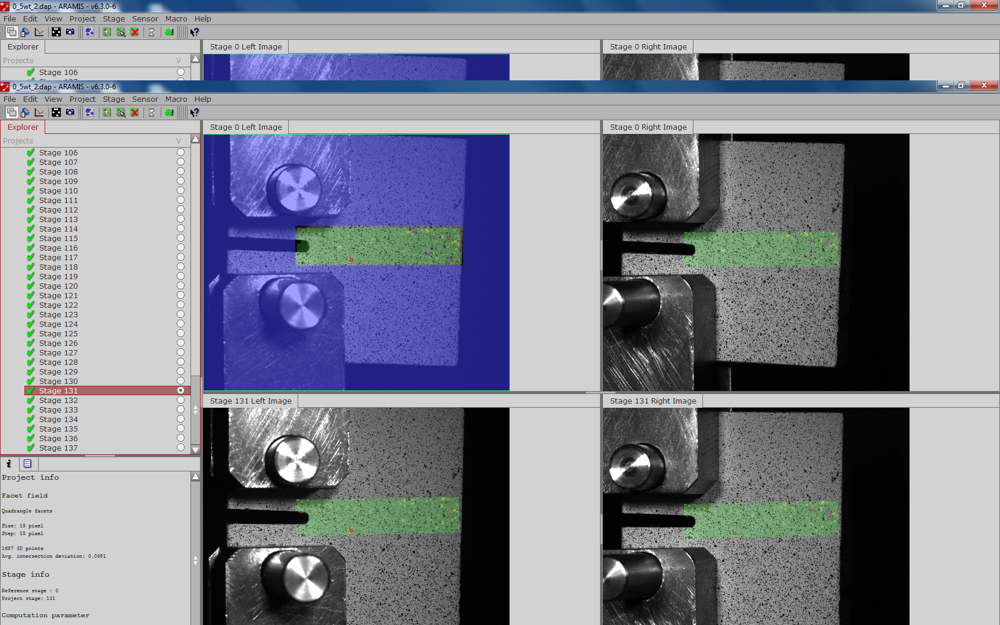 0_5wt_2.dap - ARAMIS - v6.3.0-6
File Edit View Project Stage Sensor Macro Help
Explorer
Stage 0 Left Image
Stage 0 Right Image
Projects V
Stage 106
0_5wt_2.dap - ARAMIS - v6.3.0-6
File Edit View Project Stage Sensor Macro Help
Explorer
Stage 0 Left Image
Stage 0 Right Image
Projects V
Stage 106
Stage 107
Stage 108
Stage 109
Stage 110
Stage 111
Stage 112
Stage 113
Stage 114
Stage 115
Stage 116
Stage 117
Stage 118
Stage 119
Stage 120
Stage 121
Stage 122
Stage 123
Stage 124
Stage 125
Stage 126
Stage 127
Stage 128
Stage 129
Stage 130
Stage 131
Stage 132
Stage 133
Stage 134
Stage 135
Stage 136
Stage 137
Stage 131 Left Image
Stage 131 Right Image
Project info
Facet field
Quadrangle facets
Size: 19 pixel
Step: 15 pixel
1687 3D points
Avg. intersection deviation: 0.0981
Stage info
Reference stage : 0
Project stage: 131
Computation parameter